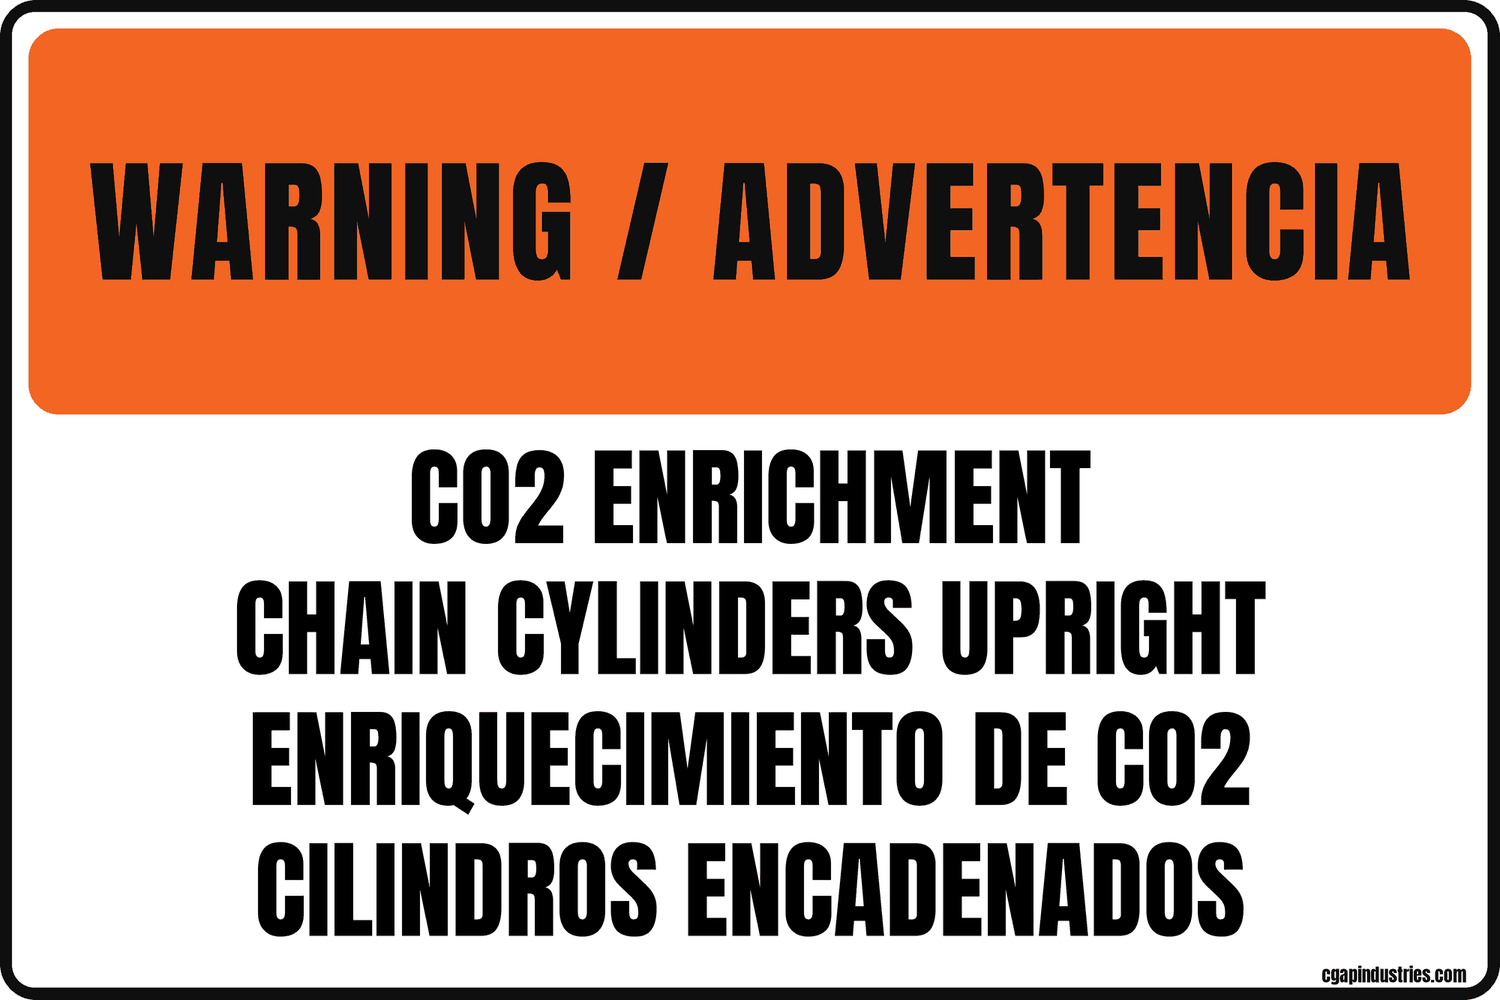 WARNING / ADVERTENCIA
CO2 ENRICHMENT
CHAIN CYLINDERS UPRIGHT
ENRIQUECIMIENTO DE CO2
CILINDROS ENCADENADOS
cgapindustries.com